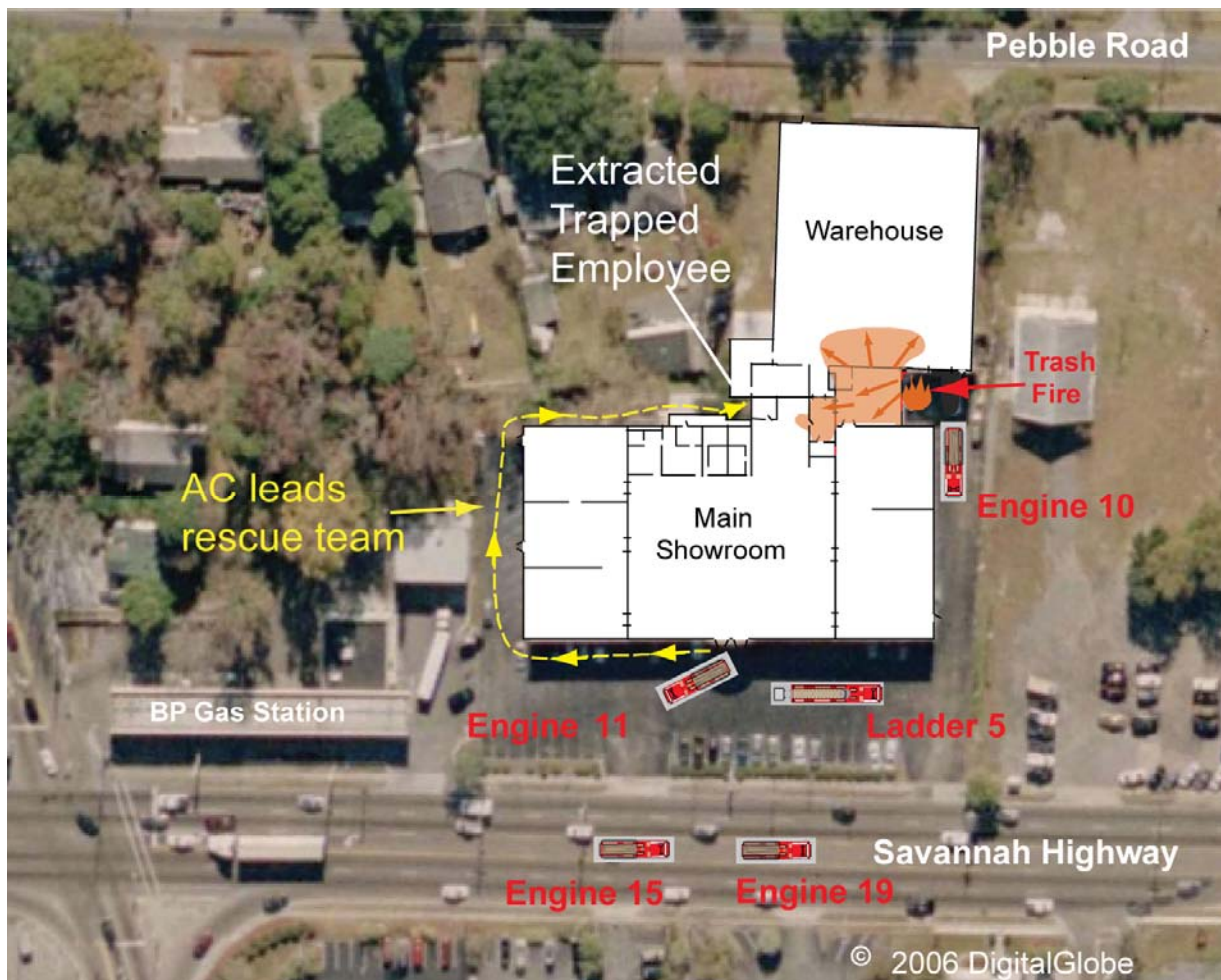 Pebble Road
Extracted
Trapped
Employee
Warehouse
Trash
Fire
AC leads
rescue team
Main
Showroom
Engine 10
BP Gas Station
Engine 11
Ladder 5
Savannah Highway
Engine 15
Engine 19
© 2006 DigitalGlobe